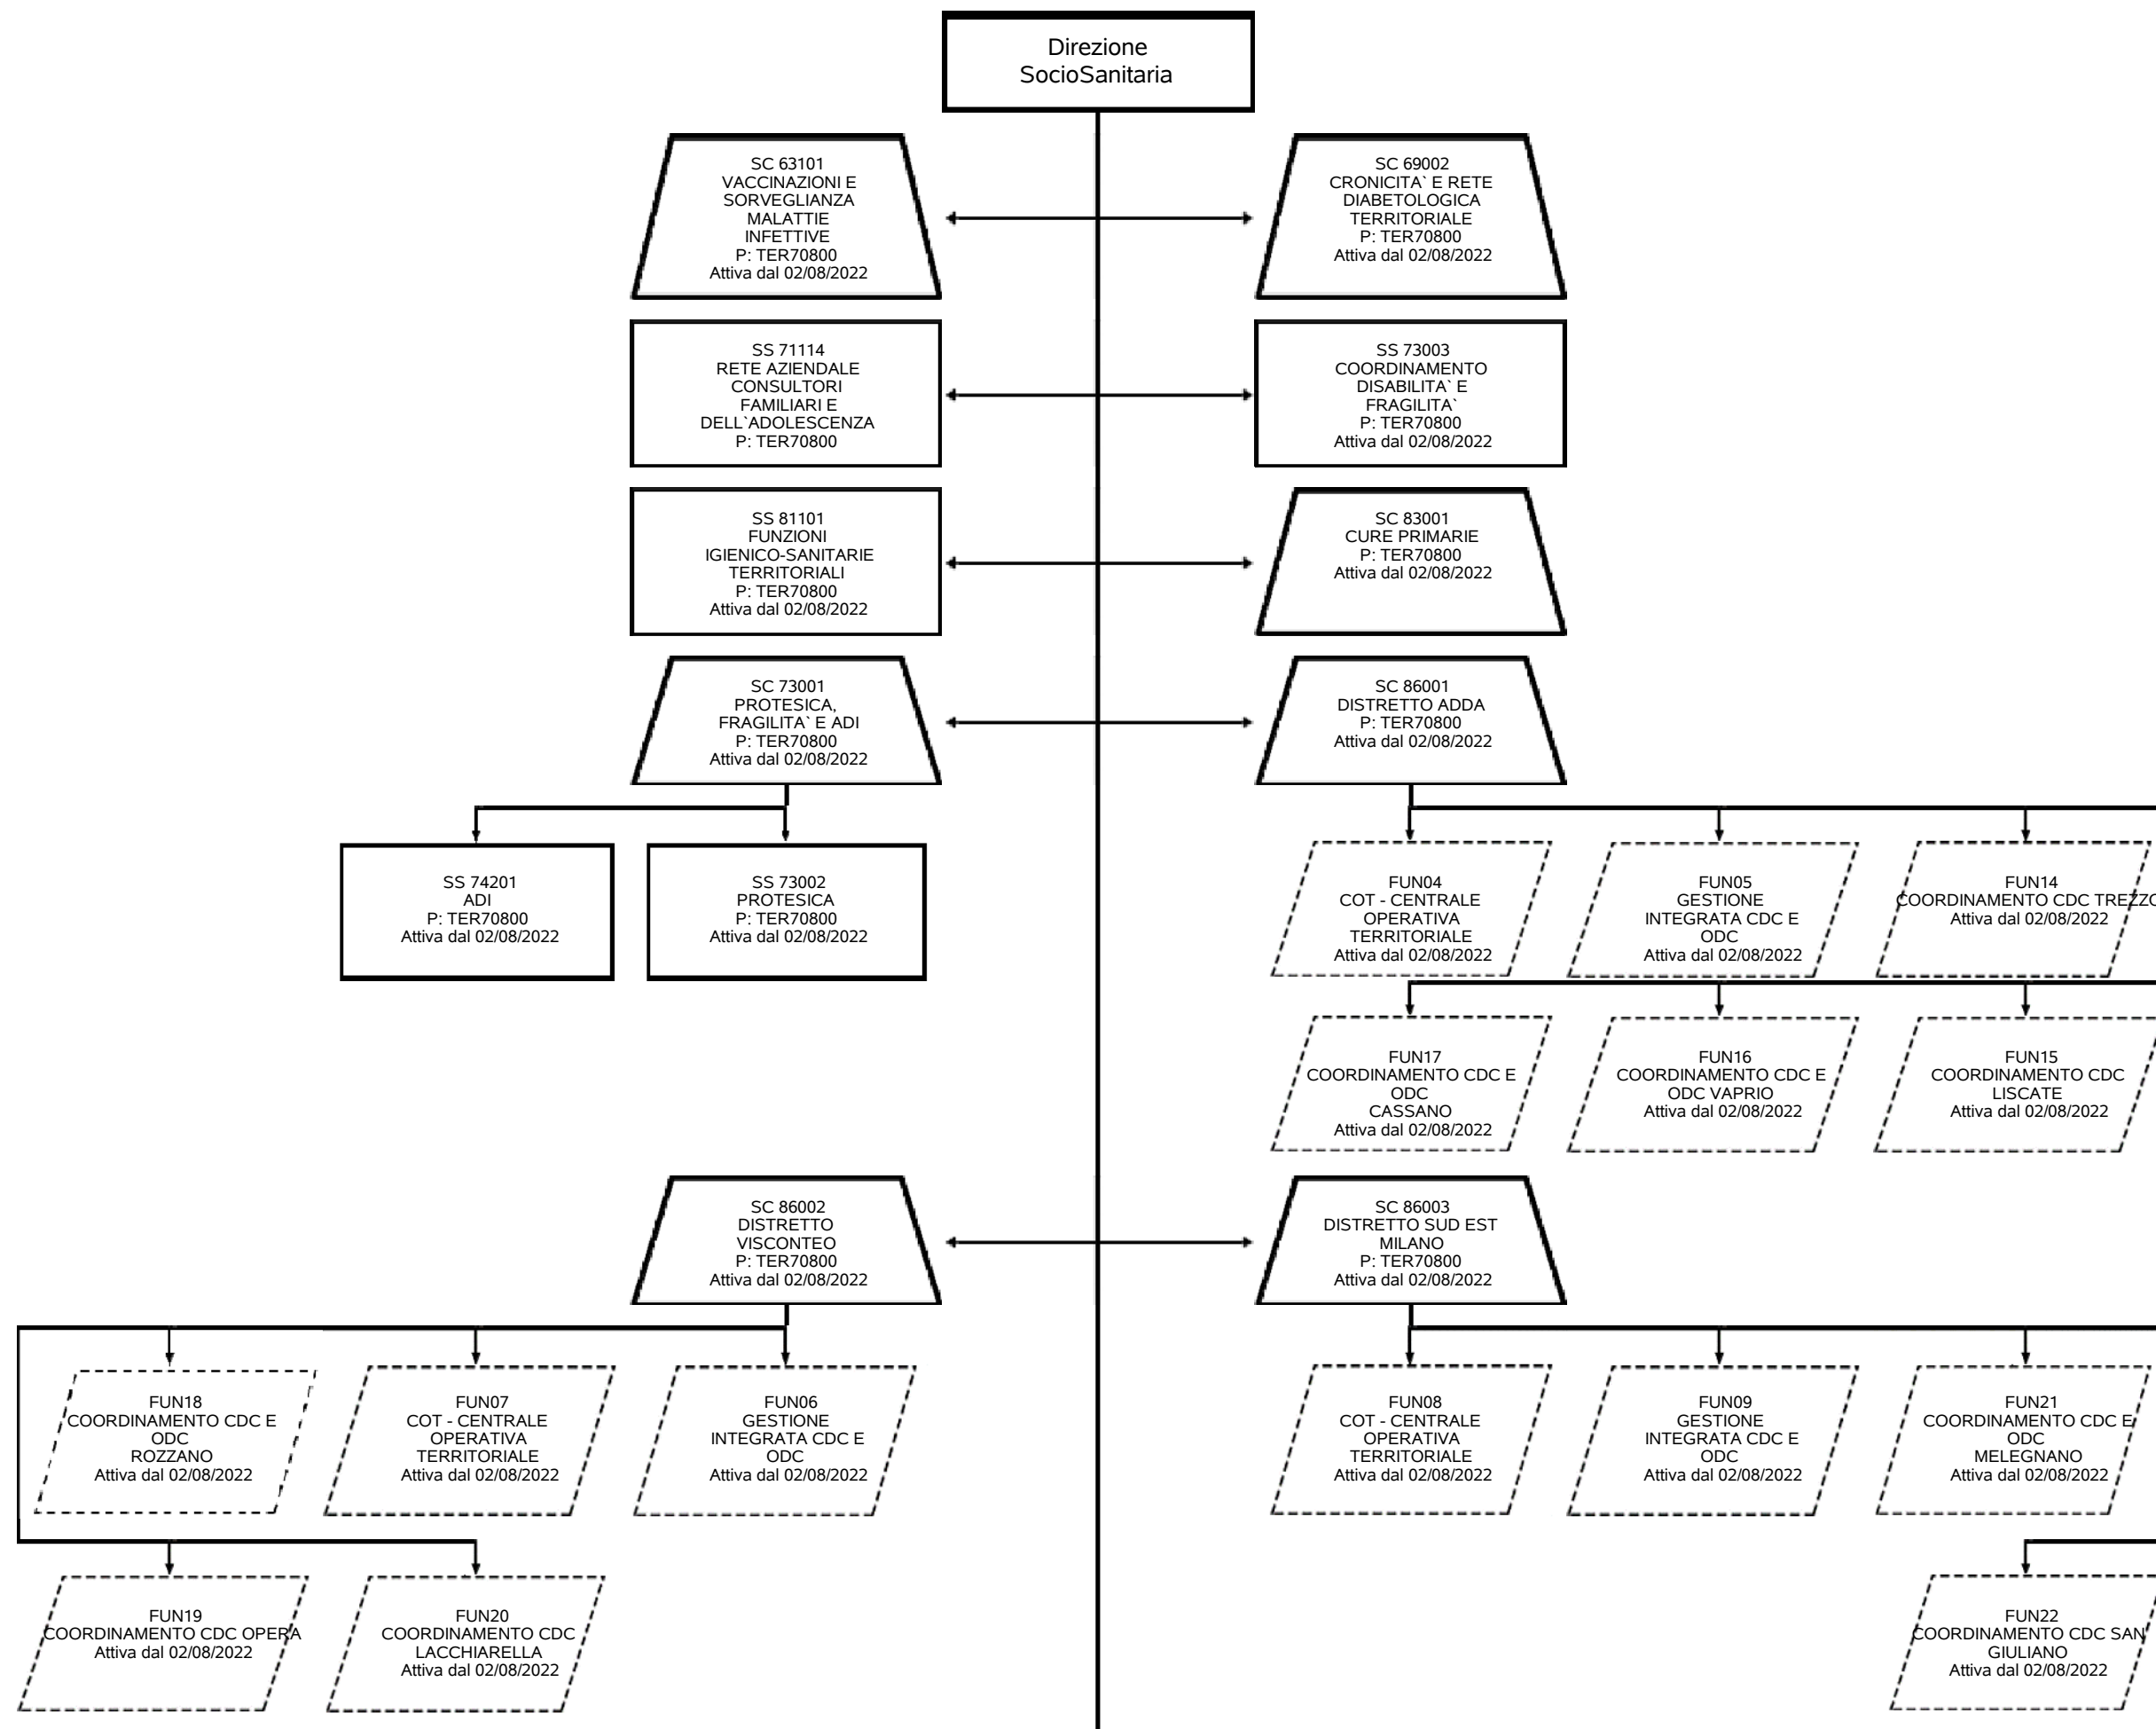 Direzione
SocioSanitaria
SC 63101
VACCINAZIONI E
SORVEGLIANZA
MALATTIE
INFETTIVE
P: TER70800
Attiva dal 02/08/2022
SC 69002
CRONICITA` E RETE
DIABETOLOGICA
TERRITORIALE
P: TER70800
Attiva dal 02/08/2022
SS 71114
RETE AZIENDALE
CONSULTORI
FAMILIARI E
DELL`ADOLESCENZA
P: TER70800
SS 73003
COORDINAMENTO
DISABILITA` E
FRAGILITA`
P: TER70800
Attiva dal 02/08/2022
SS 81101
FUNZIONI
IGIENICO-SANITARIE
TERRITORIALI
P: TER70800
Attiva dal 02/08/2022
SC 83001
CURE PRIMARIE
P: TER70800
Attiva dal 02/08/2022
SC 73001
PROTESICA,
FRAGILITA` E ADI
P: TER70800
Attiva dal 02/08/2022
SC 86001
DISTRETTO ADDA
P: TER70800
Attiva dal 02/08/2022
SS 74201
ADI
P: TER70800
Attiva dal 02/08/2022
SS 73002
PROTESICA
P: TER70800
Attiva dal 02/08/2022
FUN04
COT - CENTRALE
OPERATIVA
TERRITORIALE
Attiva dal 02/08/2022
FUN05
GESTIONE
INTEGRATA CDC E
ODC
Attiva dal 02/08/2022
FUN14
COORDINAMENTO CDC TREZZO
Attiva dal 02/08/2022
FUN17
COORDINAMENTO CDC E
ODC
CASSANO
Attiva dal 02/08/2022
FUN16
COORDINAMENTO CDC E
ODC VAPRIO
Attiva dal 02/08/2022
FUN15
COORDINAMENTO CDC
LISCATE
Attiva dal 02/08/2022
SC 86002
DISTRETTO
VISCONTEO
P: TER70800
Attiva dal 02/08/2022
SC 86003
DISTRETTO SUD EST
MILANO
P: TER70800
Attiva dal 02/08/2022
FUN18
COORDINAMENTO CDC E
ODC
ROZZANO
Attiva dal 02/08/2022
FUN07
COT - CENTRALE
OPERATIVA
TERRITORIALE
Attiva dal 02/08/2022
FUN06
GESTIONE
INTEGRATA CDC E
ODC
Attiva dal 02/08/2022
FUN08
COT - CENTRALE
OPERATIVA
TERRITORIALE
Attiva dal 02/08/2022
FUN09
GESTIONE
INTEGRATA CDC E
ODC
Attiva dal 02/08/2022
FUN21
COORDINAMENTO CDC E
ODC
MELEGNANO
Attiva dal 02/08/2022
FUN19
COORDINAMENTO CDC OPERA
Attiva dal 02/08/2022
FUN20
COORDINAMENTO CDC
LACCHIARELLA
Attiva dal 02/08/2022
FUN22
COORDINAMENTO CDC SAN
GIULIANO
Attiva dal 02/08/2022